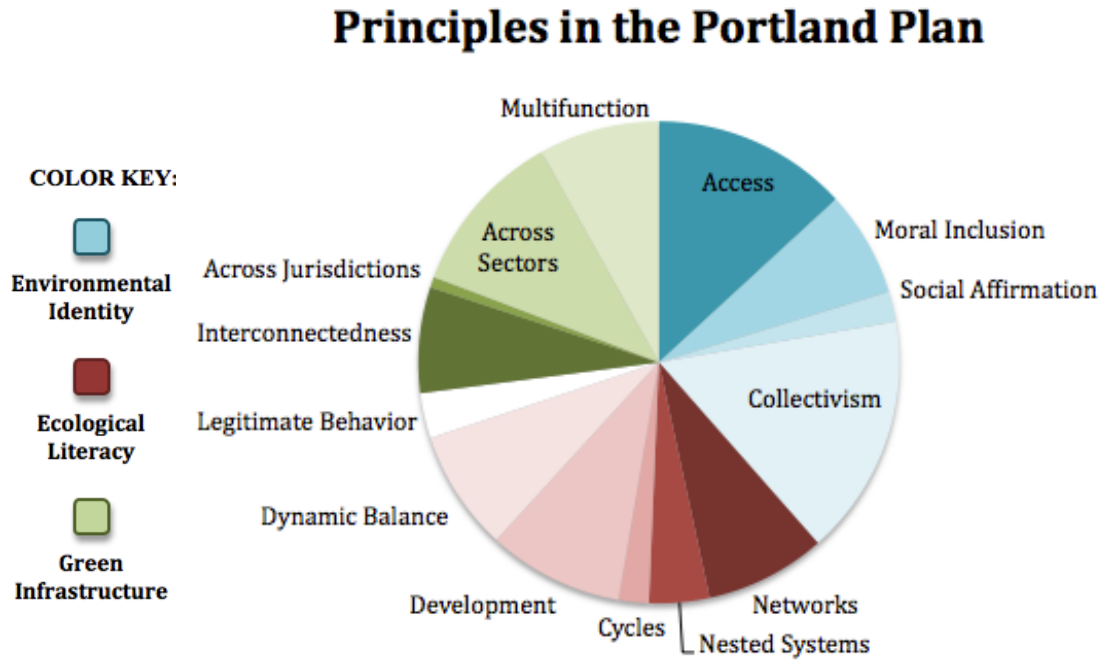 Principles in the Portland Plan
COLOR KEY:
Environmental
Identity
Ecological
Literacy
Green
Infrastructure
Multifunction
Access
Moral Inclusion
Social Affirmation
Collectivism
Networks
Nested Systems
Cycles
Development
Dynamic Balance
Legitimate Behavior
Interconnectedness
Across Jurisdictions
Across
Sectors